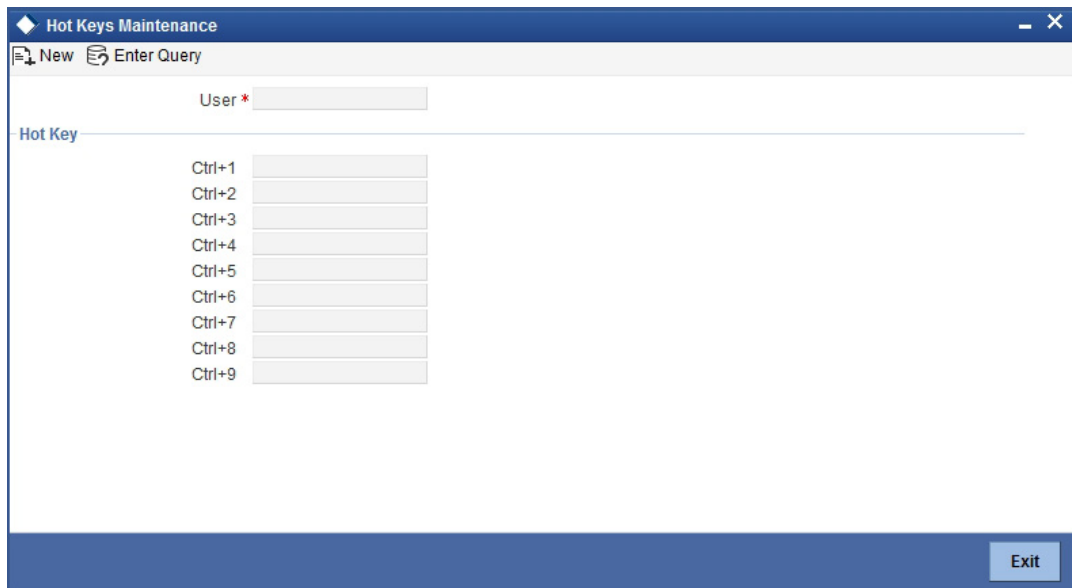 Hot Keys Maintenance
New Enter Query
User *
Hot Key
Ctrl+1
Ctrl+2
Ctrl+3
Ctrl+4
Ctrl+5
Ctrl+6
Ctrl+7
Ctrl+8
Ctrl+9
Exit